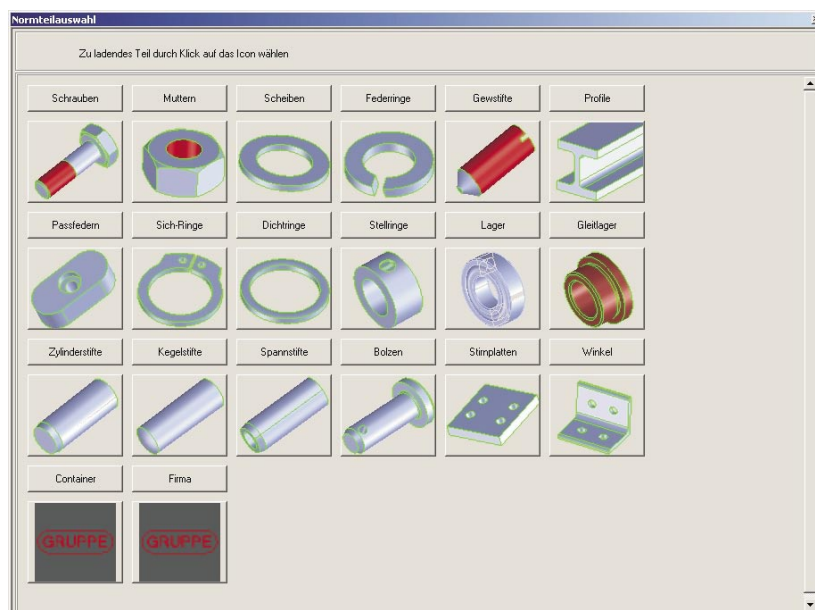 Normteilauswahl
Zu ladendes Teil durch Klick auf das Icon wählen
Schrauben Muttern Scheiben Federringe Gewstifte Profile
Passfedern Sich-Ringe Dichtringe Stellringe Lager Gleitlager
Zylinderstifte Kegelstifte Spannstifte Bolzen Stirnplatten Winkel
Container Firma
GRUPPE GRUPPE